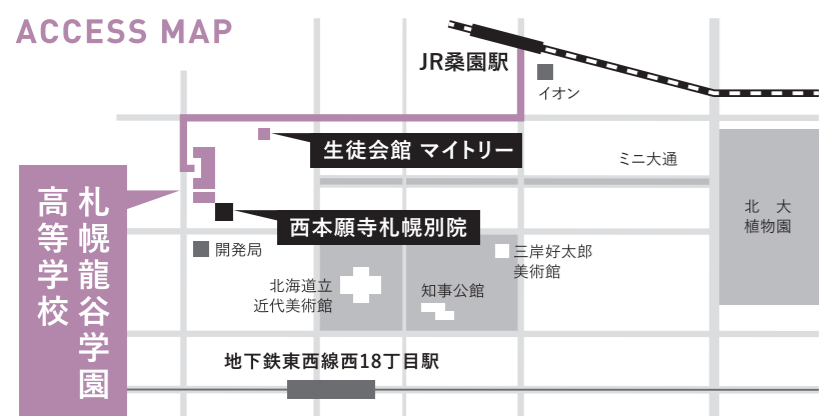 ACCESS MAP
JR桑園駅
イオン
生徒会館 マイトリー
ミニ大通
札幌龍谷学園
高等学校
西本願寺札幌別院
北 大
植物園
開発局
三岸好太郎
美術館
北海道立
近代美術館
知事公館
地下鉄東西線西18丁目駅